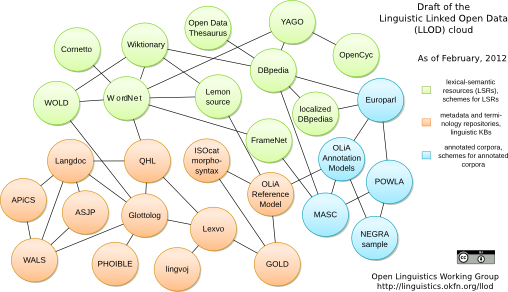 Draft of the
Linguistic Linked Open Data
(LLOD) cloud
As of February, 2012
lexical-semantic
resources (LSRs),
schemes for LSRs
metadata and termi-
nology repositories,
linguistic KBs
annotated corpora,
schemes for annotated
corpora
Open Data
Thesaurus
YAGO
Cornetto
Wiktionary
OpenCyc
DBpedia
WOLD
WordNet
Lemon
source
localized
DBpedias
Europarl
FrameNet
Langdoc
QHL
ISOcat
morpho-
syntax
OLiA
Annotation
Models
OLiA
Reference
Model
POWLA
APiCS
ASJP
Glottolog
Lexvo
MASC
NEGRA
sample
WALS
PHOIBLE
lingvoj
GOLD
cc
Open Linguistics Working Group
http://linguistics.okfn.org/llod